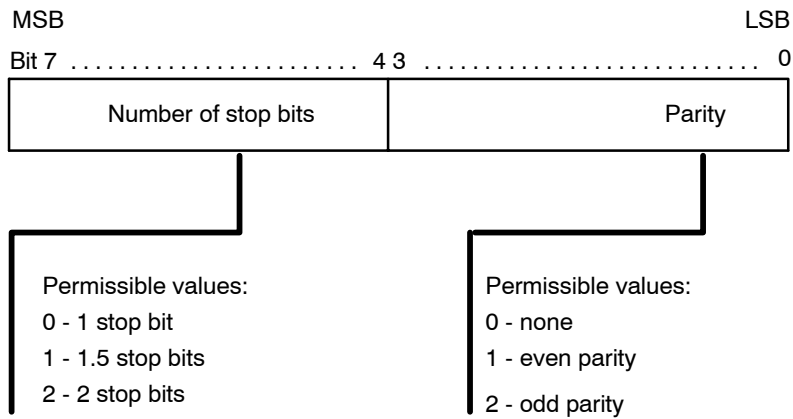 MSB LSB
Bit 7 . . . . . . . . . . . . . . . . . . . . . . . . 4 3 . . . . . . . . . . . . . . . . . . . . . . . . . . . . 0
Number of stop bits Parity
Permissible values: Permissible values:
0 - 1 stop bit 0 - none
1 - 1.5 stop bits 1 - even parity
2 - 2 stop bits 2 - odd parity